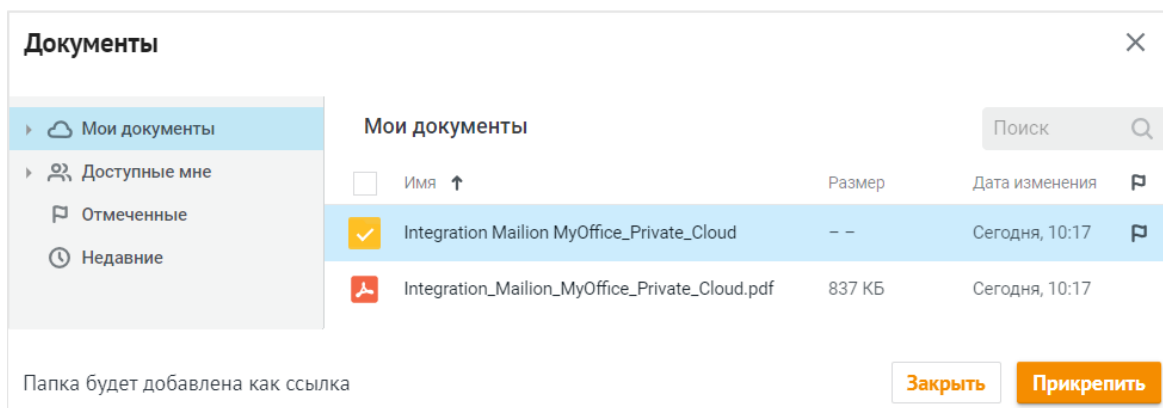 Документы
Мои документы
Доступные мне
Отмеченные
Недавние
Мои документы
Поиск
Имя Размер Дата изменения
Integration Mailion MyOffice_Private_Cloud – – Сегодня, 10:17
Integration_Mailion_MyOffice_Private_Cloud.pdf 837 КБ Сегодня, 10:17
Папка будет добавлена как ссылка
Закрыть Прикрепить